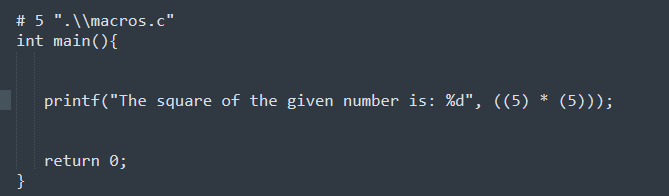 # 5 ".\\macros.c"
int main(){
printf("The square of the given number is: %d", ((5) * (5)));
return 0;
}